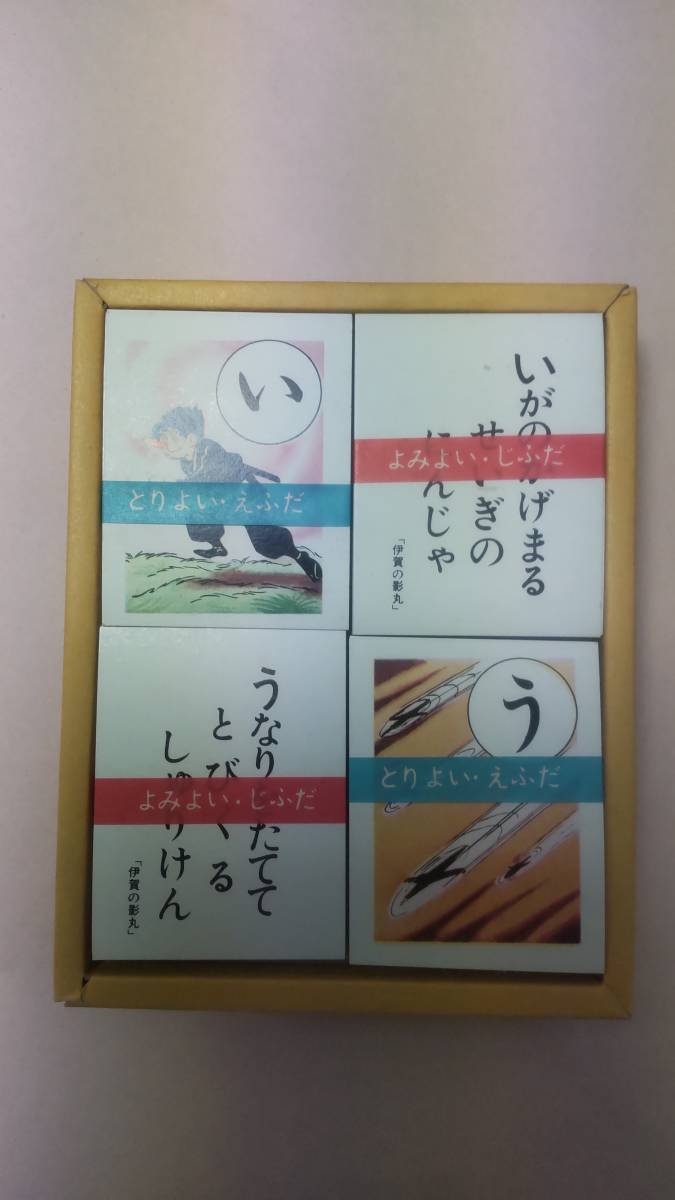 い
とりよい・えふだ
いがのかげまる
せいぎの
にんじゃ
「伊賀の影丸」
よみよい・じふだ
うなり たてて
とびくる
しゅりけん
「伊賀の影丸」
よみよい・じふだ
う
とりよい・えふだ